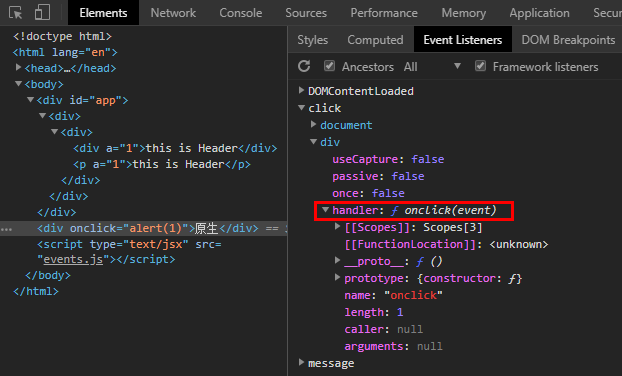 Elements Console Sources Performance Memory Security
<!doctype html>
<html lang="en">
<head>…</head>
<body>
<div id="app">
<div>
<div>
<div a="1">this is Header</div>
<p a="1">this is Header</p>
</div>
</div>
</div>
<div onclick="alert(1)">原生</div> ==
<script type="text/jsx" src=
"events.js"></script>
</body>
</html>
Styles Computed Event Listeners DOM Breakpoints
Ancestors All Framework listeners
DOMContentLoaded
click
document
div
useCapture: false
passive: false
once: false
handler: ƒ onclick(event)
[[Scopes]]: Scopes[3]
[[FunctionLocation]]: <unknown>
__proto__: ƒ ()
prototype: {constructor: ƒ}
name: "onclick"
length: 1
caller: null
arguments: null
message